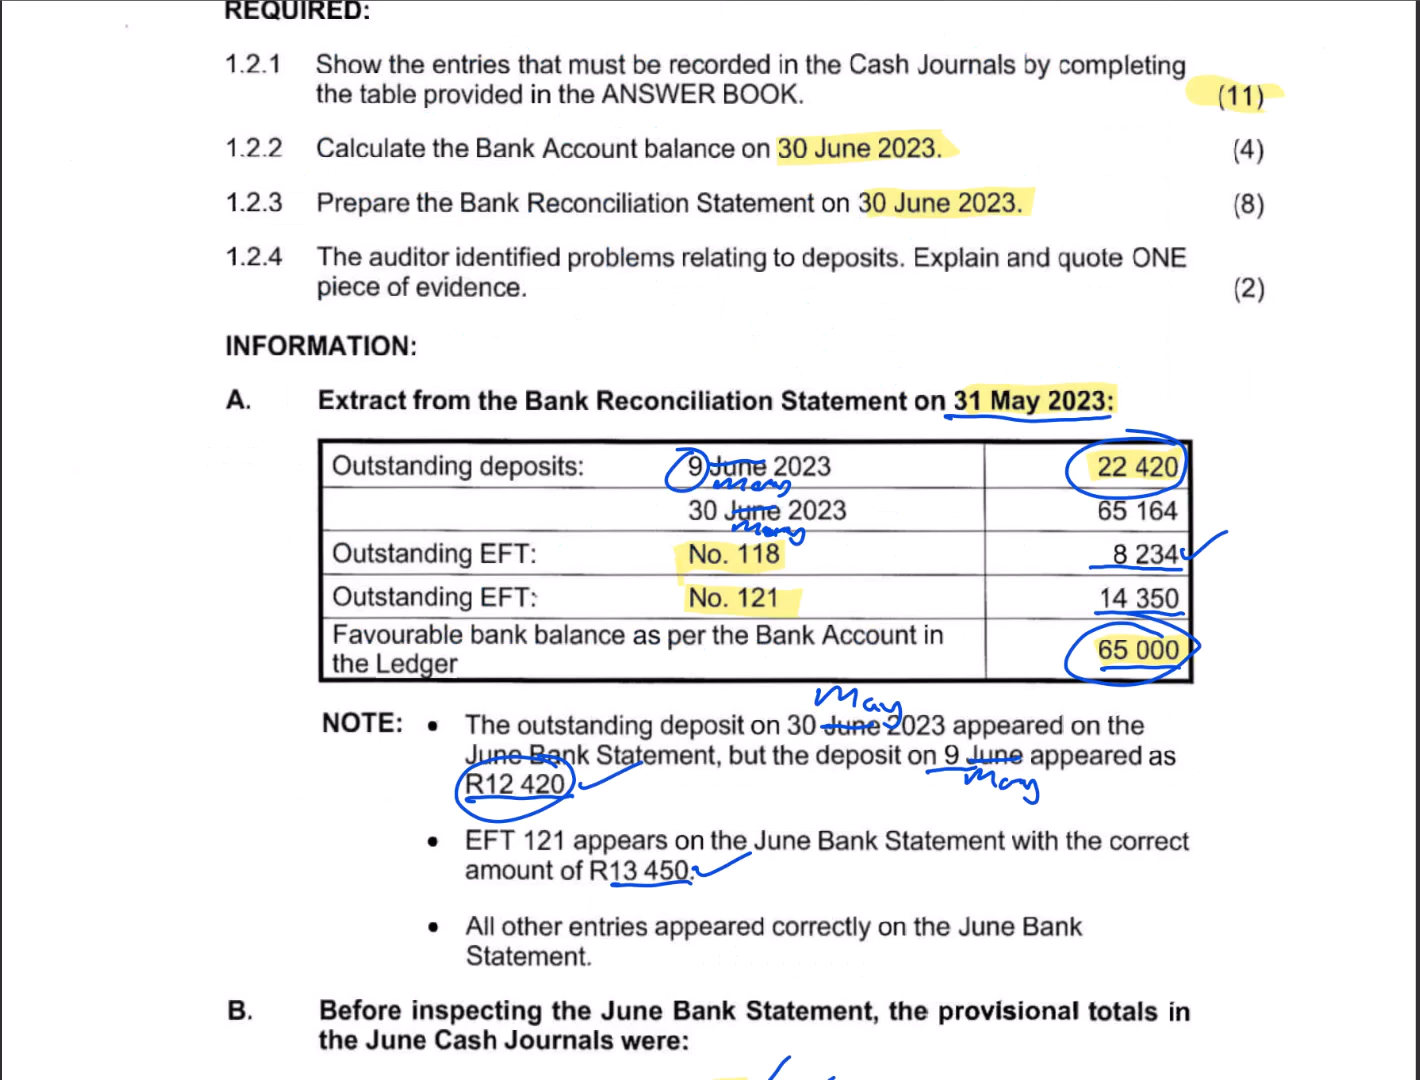 REQUIRED:
1.2.1 Show the entries that must be recorded in the Cash Journals by completing
the table provided in the ANSWER BOOK. (11)
1.2.2 Calculate the Bank Account balance on 30 June 2023. (4)
1.2.3 Prepare the Bank Reconciliation Statement on 30 June 2023. (8)
1.2.4 The auditor identified problems relating to deposits. Explain and quote ONE
piece of evidence. (2)
INFORMATION:
A. Extract from the Bank Reconciliation Statement on 31 May 2023:
Outstanding deposits: 9 June 2023 22 420
May
30 June 2023 65 164
May
Outstanding EFT: No. 118 8 234
Outstanding EFT: No. 121 14 350
Favourable bank balance as per the Bank Account in
the Ledger 65 000
May
NOTE: • The outstanding deposit on 30 June 2023 appeared on the
June Bank Statement, but the deposit on 9 June appeared as
May
R12 420
• EFT 121 appears on the June Bank Statement with the correct
amount of R13 450.
• All other entries appeared correctly on the June Bank
Statement.
B. Before inspecting the June Bank Statement, the provisional totals in
the June Cash Journals were: